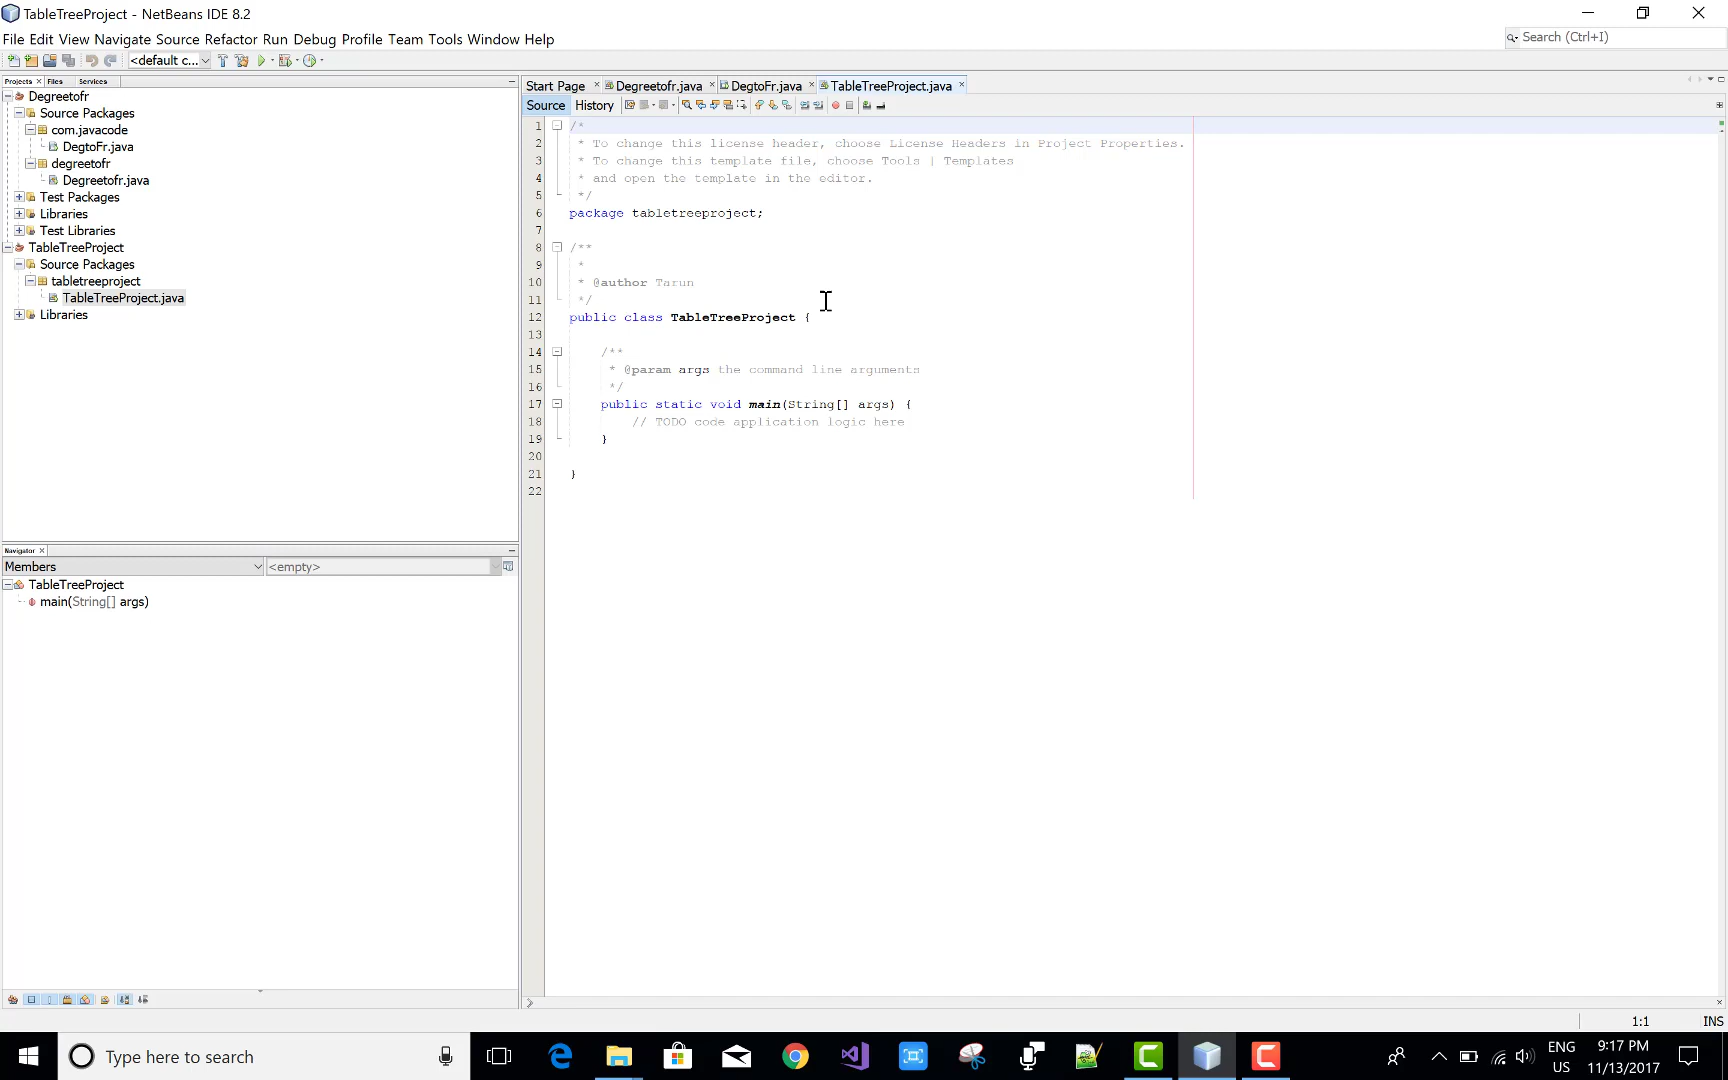 TableTreeProject - NetBeans IDE 8.2
File Edit View Navigate Source Refactor Run Debug Profile Team Tools Window Help
Search (Ctrl+I)
<default c...
Projects Files Services
Start Page Degreetofr.java DegtoFr.java TableTreeProject.java
Source History
Degreetofr
Source Packages
com.javacode
DegtoFr.java
degreetofr
Degreetofr.java
Test Packages
Libraries
Test Libraries
TableTreeProject
Source Packages
tabletreeproject
TableTreeProject.java
Libraries
1 /*
2 * To change this license header, choose License Headers in Project Properties.
3 * To change this template file, choose Tools | Templates
4 * and open the template in the editor.
5 */
6 package tabletreeproject;
7
8 /**
9 *
10 * @author Tarun
11 */
12 public class TableTreeProject {
13
14 /**
15 * @param args the command line arguments
16 */
17 public static void main(String[] args) {
18 // TODO code application logic here
19 }
20
21 }
22
Navigator
Members <empty>
TableTreeProject
main(String[] args)
1:1 INS
Type here to search
ENG US
9:17 PM
11/13/2017